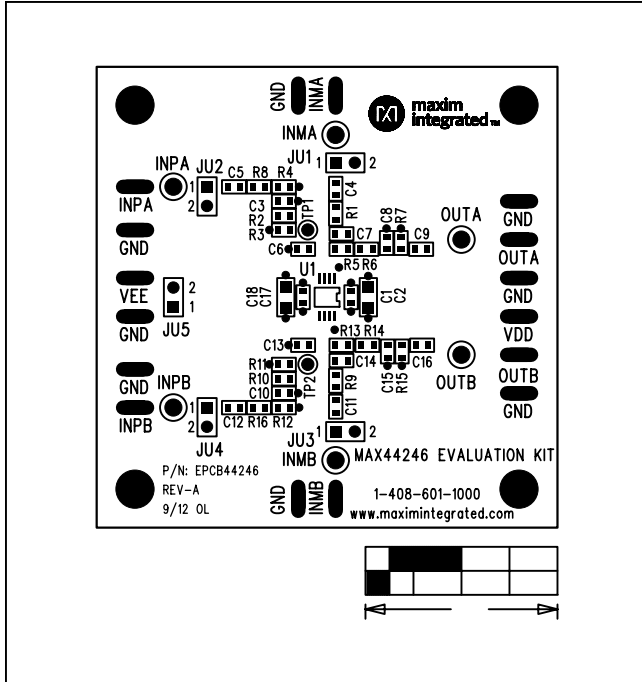 GND
INMA
maxim
integrated™
INMA
JU1
1
2
INPA
JU2
C5
R8
R4
C4
1
2
INPA
C3
R2
R3
TP1
R1
C8
R7
OUTA
GND
GND
C6
C7
C9
OUTA
R5
R6
U1
VEE
2
1
JU5
C18
C17
C1
C2
GND
GND
VDD
R13
R14
C13
C14
C15
R15
C16
OUTB
OUTB
GND
GND
INPB
R11
R10
C10
TP2
R9
C11
INPB
1
2
JU4
C12
R16
R12
JU3
1
2
INMB
MAX44246 EVALUATION KIT
P/N: EPCB44246
REV-A
9/12 OL
GND
INMB
1-408-601-1000
www.maximintegrated.com